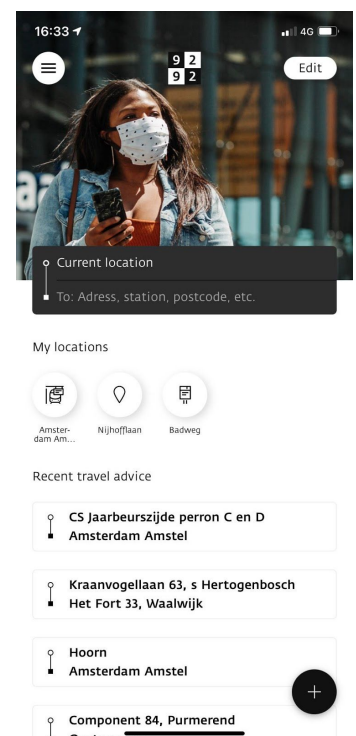 16:33
4G
9 2
9 2
Edit
Current location
To: Adress, station, postcode, etc.
My locations
Amster-
dam Am...
Nijhofflaan
Badweg
Recent travel advice
CS Jaarbeurszijde perron C en D
Amsterdam Amstel
Kraanvogellaan 63, s Hertogenbosch
Het Fort 33, Waalwijk
Hoorn
Amsterdam Amstel
Component 84, Purmerend